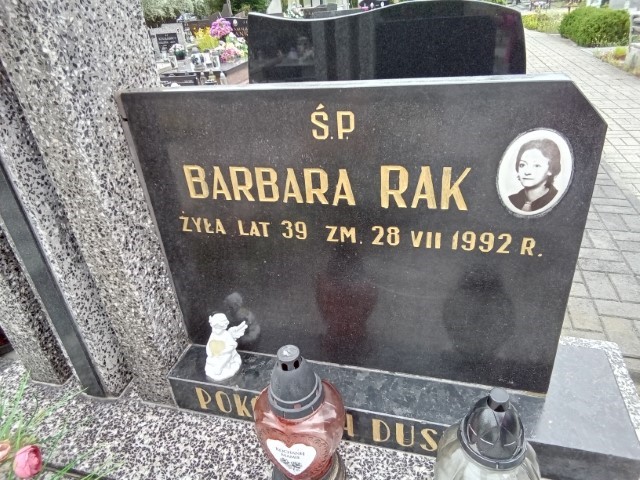 Ś.P.
BARBARA RAK
ŻYŁA LAT 39 ZM. 28 VII 1992 R.